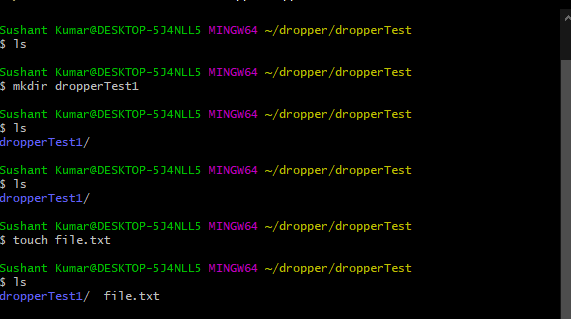 Sushant Kumar@DESKTOP-5J4NLL5 MINGW64 ~/dropper/dropperTest
$ ls
Sushant Kumar@DESKTOP-5J4NLL5 MINGW64 ~/dropper/dropperTest
$ mkdir dropperTest1
Sushant Kumar@DESKTOP-5J4NLL5 MINGW64 ~/dropper/dropperTest
$ ls
dropperTest1/
Sushant Kumar@DESKTOP-5J4NLL5 MINGW64 ~/dropper/dropperTest
$ ls
dropperTest1/
Sushant Kumar@DESKTOP-5J4NLL5 MINGW64 ~/dropper/dropperTest
$ touch file.txt
Sushant Kumar@DESKTOP-5J4NLL5 MINGW64 ~/dropper/dropperTest
$ ls
dropperTest1/  file.txt